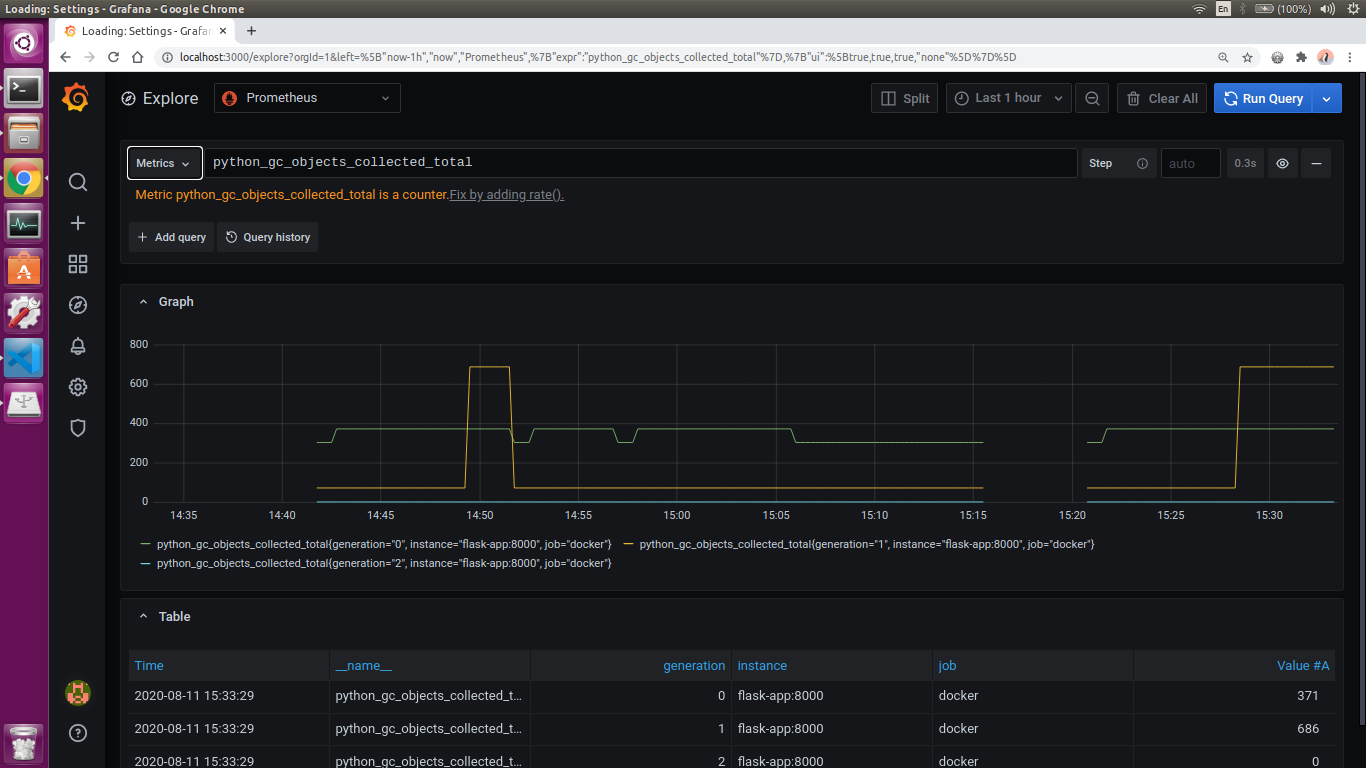 Loading: Settings - Grafana - Google Chrome
En (100%)
Loading: Settings - Grafan
localhost:3000/explore?orgId=1&left=%5B"now-1h","now","Prometheus",%7B"expr":"python_gc_objects_collected_total"%7D,%7B"ui":%5Btrue,true,true,"none"%5D%7D%5D
Explore Prometheus Split Last 1 hour Clear All Run Query
Metrics python_gc_objects_collected_total Step auto 0.3s
Metric python_gc_objects_collected_total is a counter.Fix by adding rate().
Add query Query history
Graph
800
600
400
200
0
14:35 14:40 14:45 14:50 14:55 15:00 15:05 15:10 15:15 15:20 15:25 15:30
python_gc_objects_collected_total{generation="0", instance="flask-app:8000", job="docker"} python_gc_objects_collected_total{generation="1", instance="flask-app:8000", job="docker"}
python_gc_objects_collected_total{generation="2", instance="flask-app:8000", job="docker"}
Table
Time __name__ generation instance job Value #A
2020-08-11 15:33:29 python_gc_objects_collected_t... 0 flask-app:8000 docker 371
2020-08-11 15:33:29 python_gc_objects_collected_t... 1 flask-app:8000 docker 686
2020-08-11 15:33:29 python_gc_objects_collected_t... 2 flask-app:8000 docker 0